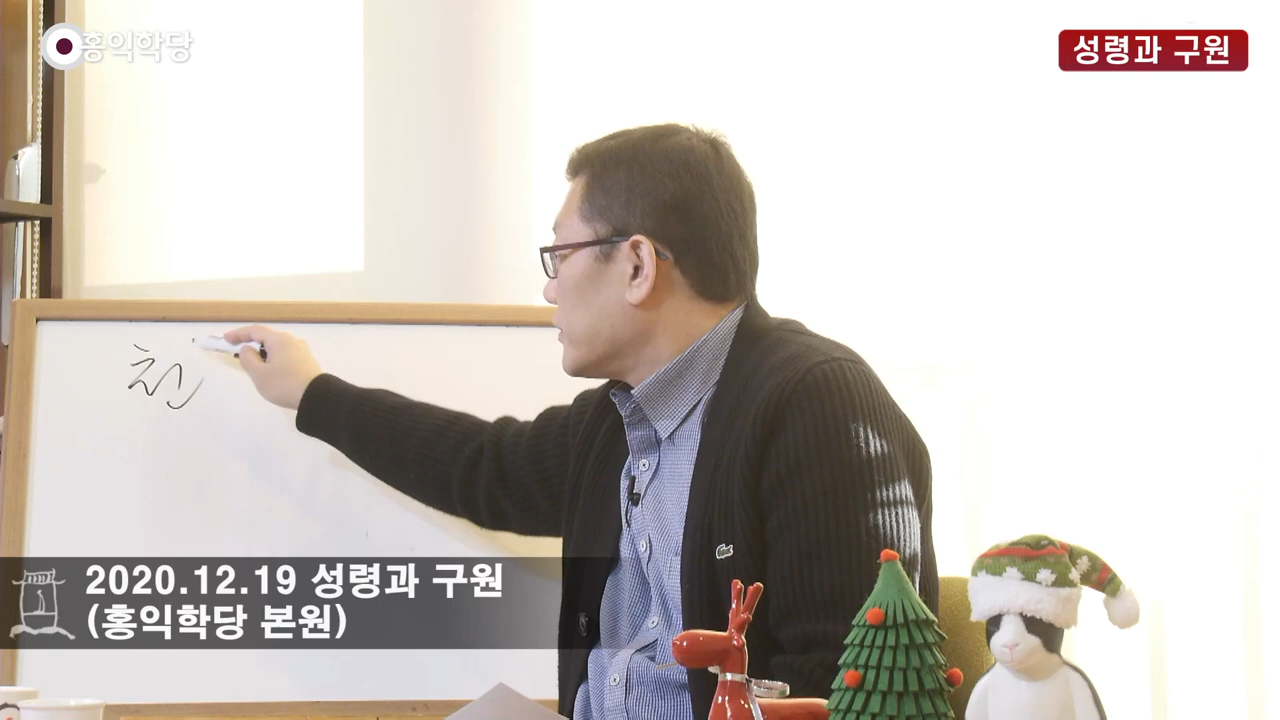 홍익학당
성령과 구원
천
2020.12.19 성령과 구원
(홍익학당 본원)